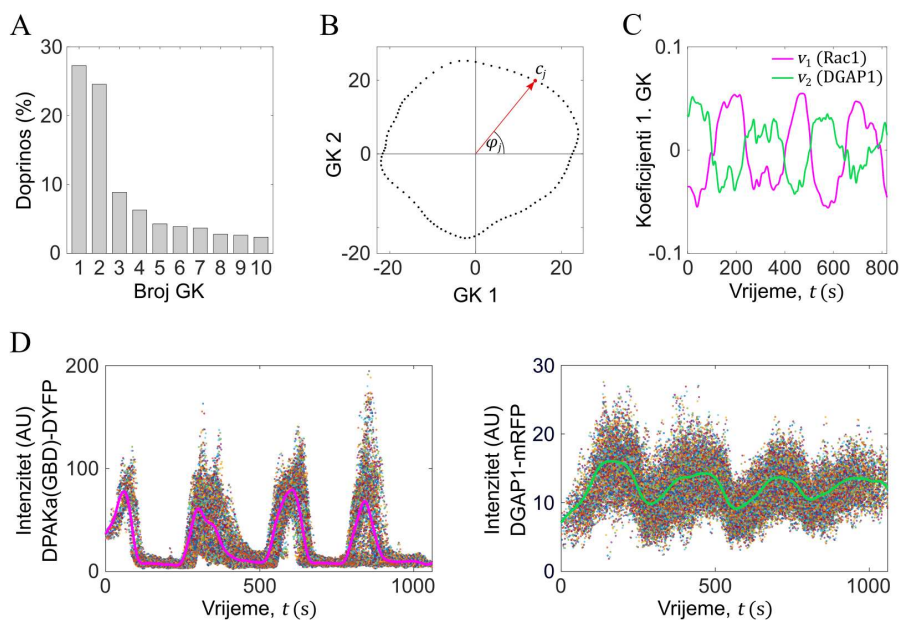 A
Doprinos (%)
30
20
10
0
1 2 3 4 5 6 7 8 9 10
Broj GK
B
GK 2
20
0
-20
c_j
φ_j
-20 0 20
GK 1
C
Koeficijenti 1. GK
0.1
0
-0.1
v₁ (Rac1)
v₂ (DGAP1)
0 200 400 600 800
Vrijeme, t (s)
D
Intenzitet (AU)
DPAKa(GBD)-DYFP
200
100
0
0 500 1000
Vrijeme, t (s)
Intenzitet (AU)
DGAP1-mRFP
30
20
10
0
0 500 1000
Vrijeme, t (s)